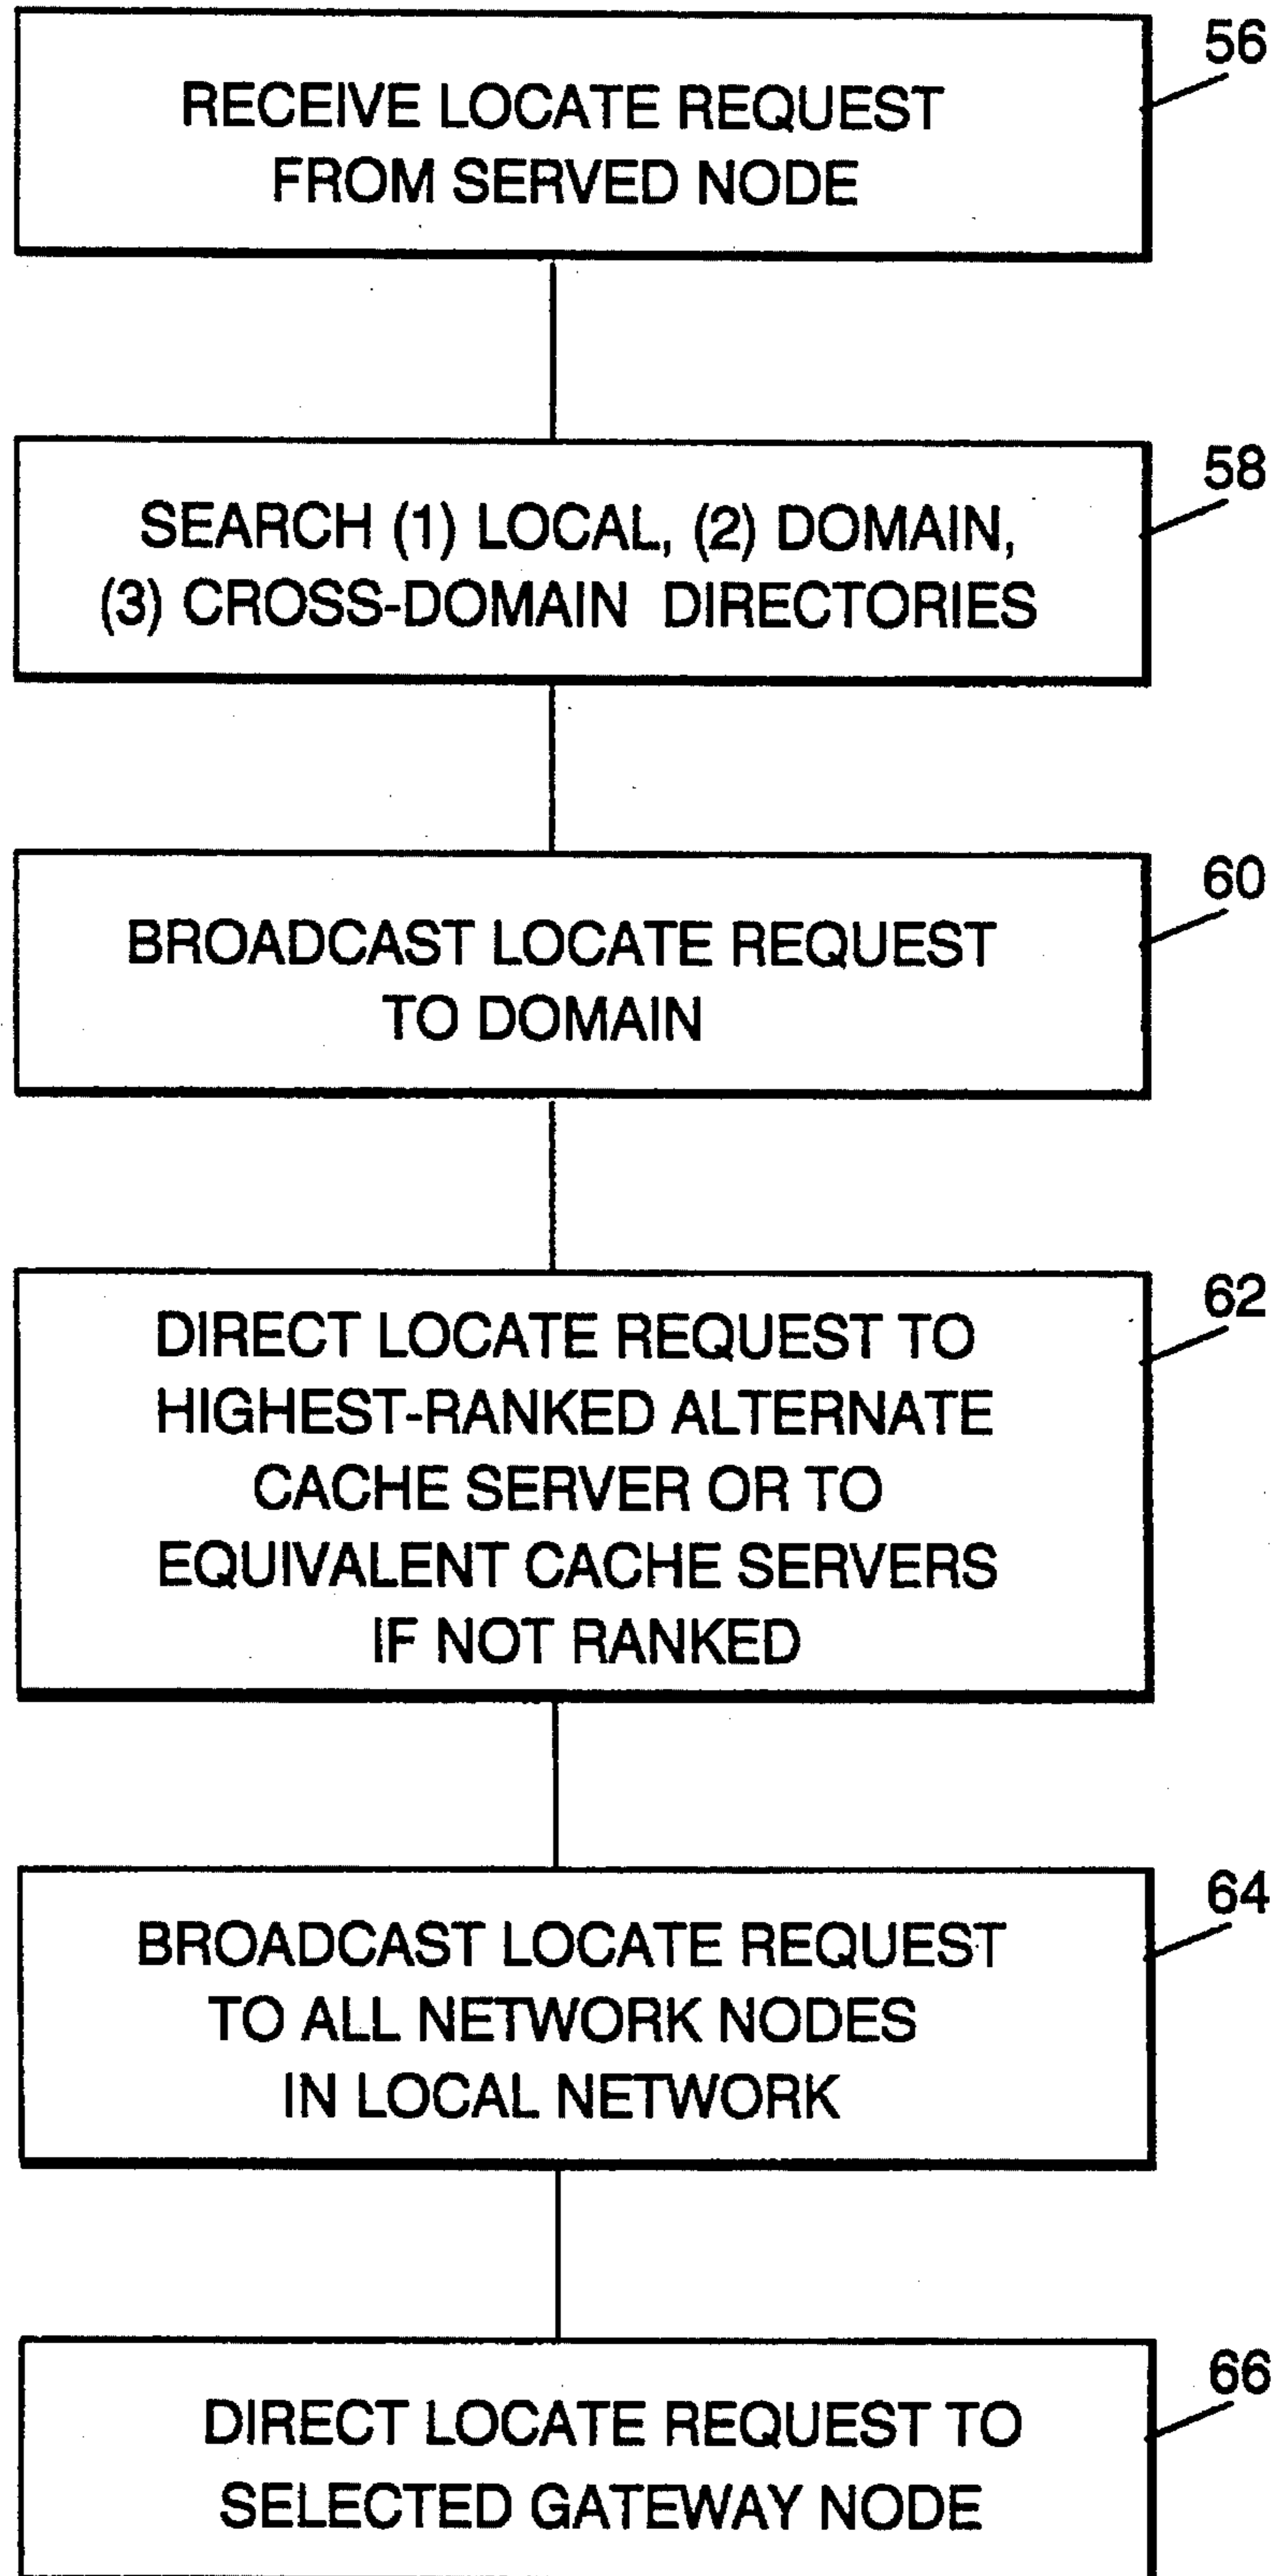 56
RECEIVE LOCATE REQUEST
FROM SERVED NODE
58
SEARCH (1) LOCAL, (2) DOMAIN,
(3) CROSS-DOMAIN DIRECTORIES
60
BROADCAST LOCATE REQUEST
TO DOMAIN
62
DIRECT LOCATE REQUEST TO
HIGHEST-RANKED ALTERNATE
CACHE SERVER OR TO
EQUIVALENT CACHE SERVERS
IF NOT RANKED
64
BROADCAST LOCATE REQUEST
TO ALL NETWORK NODES
IN LOCAL NETWORK
66
DIRECT LOCATE REQUEST TO
SELECTED GATEWAY NODE